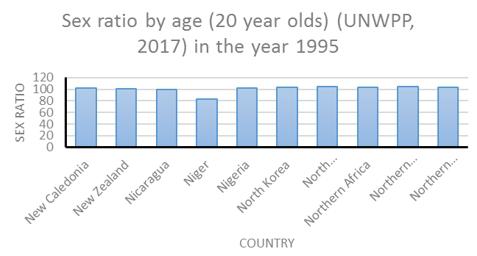 Sex ratio by age (20 year olds) (UNWPP,
2017) in the year 1995
120
100
80
60
40
20
0
SEX RATIO
New Caledonia
New Zealand
Nicaragua
Niger
Nigeria
North Korea
North...
Northern Africa
Northern...
Northern...
COUNTRY